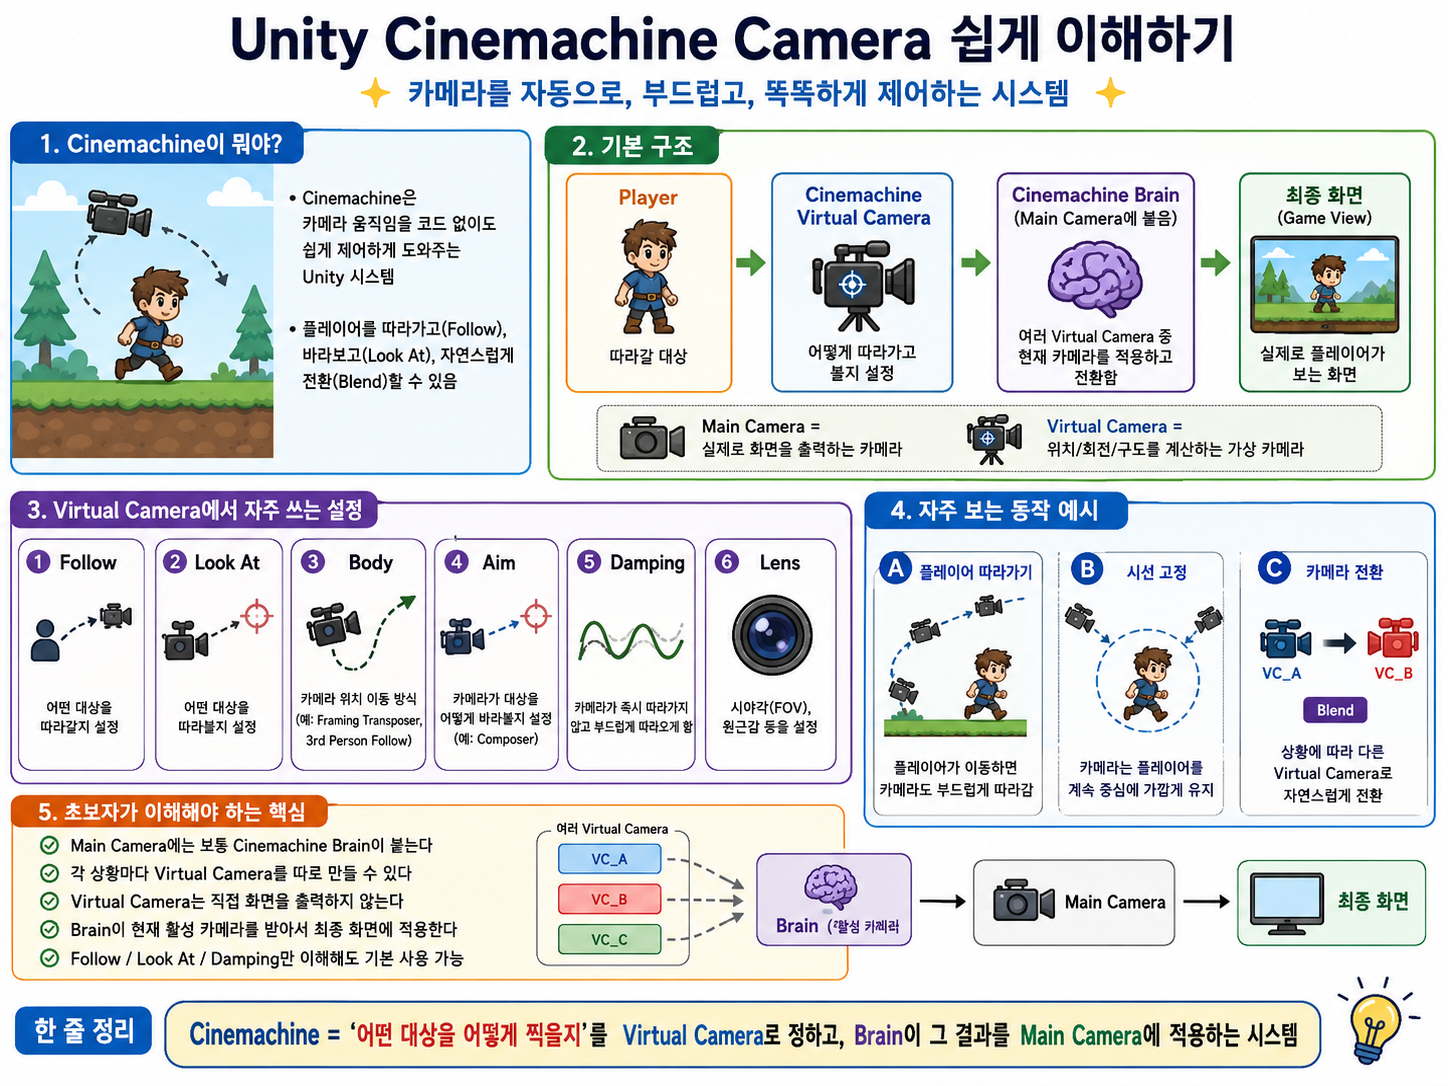 Unity Cinemachine Camera 쉽게 이해하기
카메라를 자동으로, 부드럽고, 똑똑하게 제어하는 시스템
1. Cinemachine이 뭐야?
• Cinemachine은
카메라 움직임을 코드 없이도
쉽게 제어하게 도와주는
Unity 시스템
• 플레이어를 따라가고(Follow),
바라보고(Look At), 자연스럽게
전환(Blend)할 수 있음
2. 기본 구조
Player
따라갈 대상
Cinemachine
Virtual Camera
어떻게 따라가고
볼지 설정
Cinemachine Brain
(Main Camera에 붙음)
여러 Virtual Camera 중
현재 카메라를 적용하고
전환함
최종 화면
(Game View)
실제로 플레이어가
보는 화면
Main Camera =
실제로 화면을 출력하는 카메라
Virtual Camera =
위치/회전/구도를 계산하는 가상 카메라
3. Virtual Camera에서 자주 쓰는 설정
1 Follow
어떤 대상을
따라갈지 설정
2 Look At
어떤 대상을
따라볼지 설정
3 Body
카메라 위치 이동 방식
(예: Framing Transposer,
3rd Person Follow)
4 Aim
카메라가 대상을
어떻게 바라볼지 설정
(예: Composer)
5 Damping
카메라가 즉시 따라가지
않고 부드럽게 따라오게 함
6 Lens
시야각(FOV),
원근감 등을 설정
4. 자주 보는 동작 예시
A 플레이어 따라가기
플레이어가 이동하면
카메라도 부드럽게 따라감
B 시선 고정
카메라는 플레이어를
계속 중심에 가깝게 유지
C 카메라 전환
VC_A
VC_B
Blend
상황에 따라 다른
Virtual Camera로
자연스럽게 전환
5. 초보자가 이해해야 하는 핵심
Main Camera에는 보통 Cinemachine Brain이 붙는다
각 상황마다 Virtual Camera를 따로 만들 수 있다
Virtual Camera는 직접 화면을 출력하지 않는다
Brain이 현재 활성 카메라를 받아서 최종 화면에 적용한다
Follow / Look At / Damping만 이해해도 기본 사용 가능
여러 Virtual Camera
VC_A
VC_B
VC_C
Brain
Main Camera
최종 화면
한 줄 정리
Cinemachine = '어떤 대상을 어떻게 찍을지'를 Virtual Camera로 정하고, Brain이 그 결과를 Main Camera에 적용하는 시스템